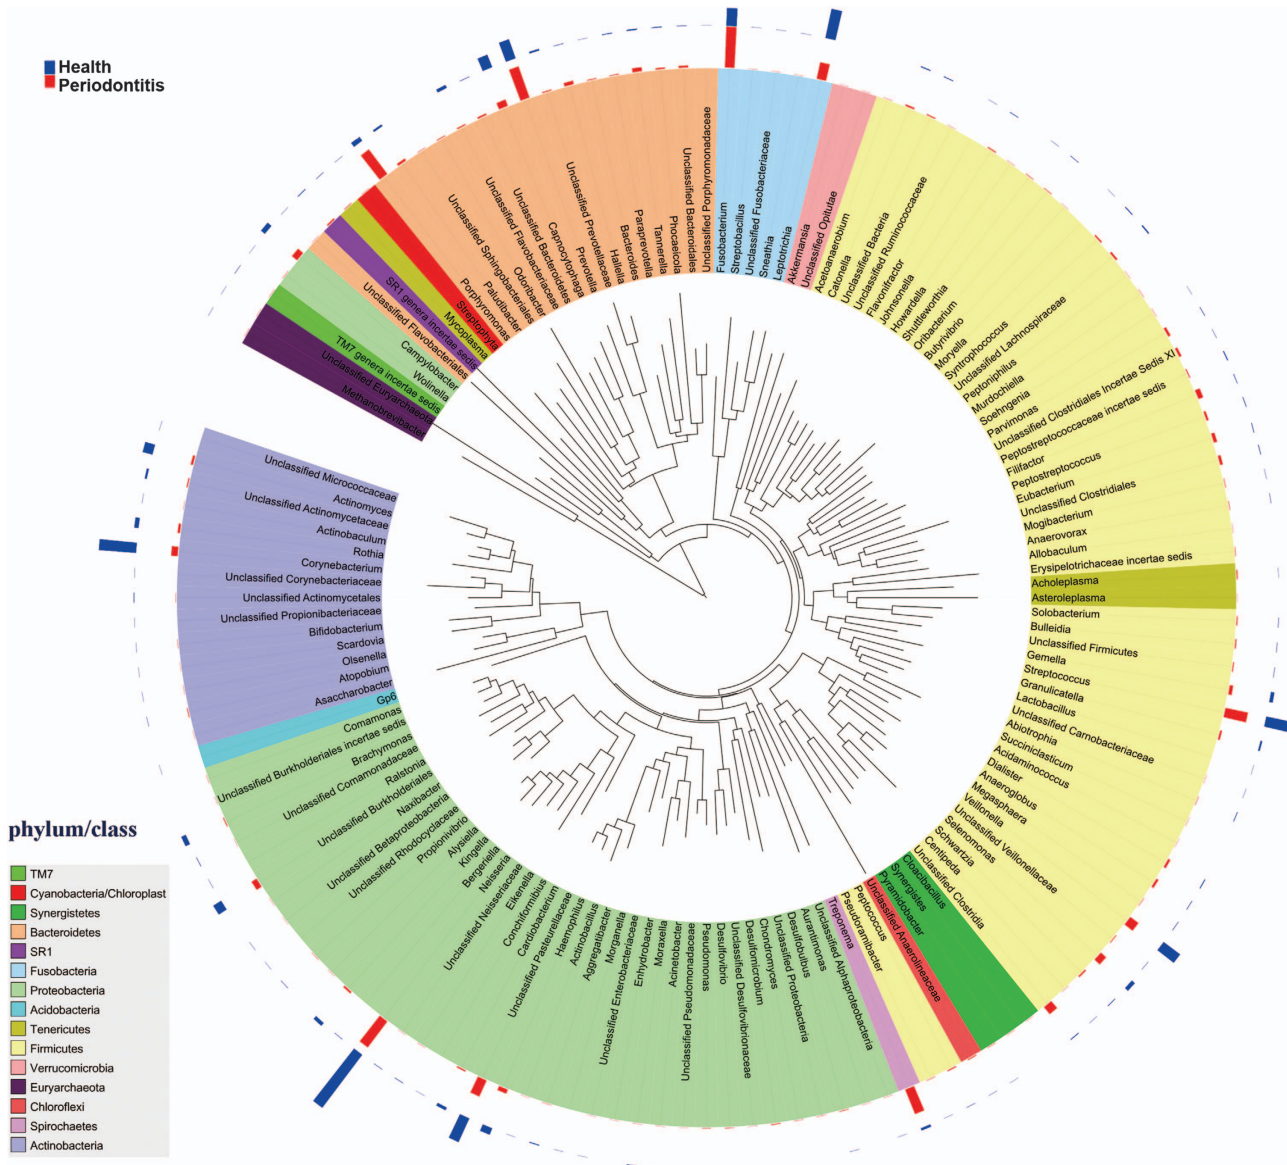 Health
Periodontitis
Unclassified Porphyromonadaceae
Unclassified Bacteroidales
Phocaeicola
Tannerella
Paraprevotella
Bacteroides
Hallella
Unclassified Prevotellaceae
Prevotella
Capnocytophaga
Unclassified Bacteroidetes
Unclassified Flavobacteriaceae
Odoribacter
Unclassified Sphingobacteriales
Paludibacter
Porphyromonas
Streptophyta
Mycoplasma
SR1 genera incertae sedis
Unclassified Flavobacteriales
Campylobacter
Wolinella
TM7 genera incertae sedis
Unclassified Euryarchaeota
Methanobrevibacter
Fusobacterium
Streptobacillus
Unclassified Fusobacteriaceae
Sneathia
Leptotrichia
Akkermansia
Unclassified Opitutae
Acetoanaerobium
Catonella
Unclassified Bacteria
Unclassified Ruminococcaceae
Flavonifractor
Johnsonella
Howardella
Shuttleworthia
Oribacterium
Butyrivibrio
Moryella
Syntrophococcus
Unclassified Lachnospiraceae
Peptoniphilus
Murdochiella
Soehngenia
Parvimonas
Unclassified Clostridiales Incertae Sedis XI
Peptostreptococcaceae incertae sedis
Filifactor
Peptostreptococcus
Eubacterium
Unclassified Clostridiales
Mogibacterium
Anaerovorax
Allobaculum
Erysipelotrichaceae incertae sedis
Acholeplasma
Asteroleplasma
Solobacterium
Bulleidia
Unclassified Firmicutes
Gemella
Streptococcus
Granulicatella
Lactobacillus
Unclassified Carnobacteriaceae
Abiotrophia
Succiniclasticum
Acidaminococcus
Dialister
Anaeroglobus
Megasphaera
Veillonella
Unclassified Veillonellaceae
Selenomonas
Schwartzia
Centipeda
Unclassified Clostridia
Cloacibacillus
Synergistes
Pyramidobacter
Unclassified Anaerolineaceae
Peptococcus
Pseudoramibacter
Treponema
Unclassified Alphaproteobacteria
Aurantimonas
Desulfobulbus
Unclassified Proteobacteria
Chondromyces
Desulfomicrobium
Unclassified Desulfovibrionaceae
Desulfovibrio
Pseudomonas
Unclassified Pseudomonadaceae
Acinetobacter
Moraxella
Enhydrobacter
Unclassified Enterobacteriaceae
Morganella
Aggregatibacter
Actinobacillus
Haemophilus
Unclassified Pasteurellaceae
Cardiobacterium
Conchiformibius
Eikenella
Unclassified Neisseriaceae
Neisseria
Bergeriella
Kingella
Alysiella
Propionivibrio
Unclassified Rhodocyclaceae
Unclassified Betaproteobacteria
Naxibacter
Unclassified Burkholderiales
Ralstonia
Unclassified Comamonadaceae
Brachymonas
Unclassified Burkholderiales incertae sedis
Comamonas
Gp6
Asaccharobacter
Atopobium
Olsenella
Scardovia
Bifidobacterium
Unclassified Propionibacteriaceae
Unclassified Actinomycetales
Unclassified Corynebacteriaceae
Corynebacterium
Rothia
Actinobaculum
Unclassified Actinomycetaceae
Actinomyces
Unclassified Micrococcaceae
phylum/class
TM7
Cyanobacteria/Chloroplast
Synergistetes
Bacteroidetes
SR1
Fusobacteria
Proteobacteria
Acidobacteria
Tenericutes
Firmicutes
Verrucomicrobia
Euryarchaeota
Chloroflexi
Spirochaetes
Actinobacteria